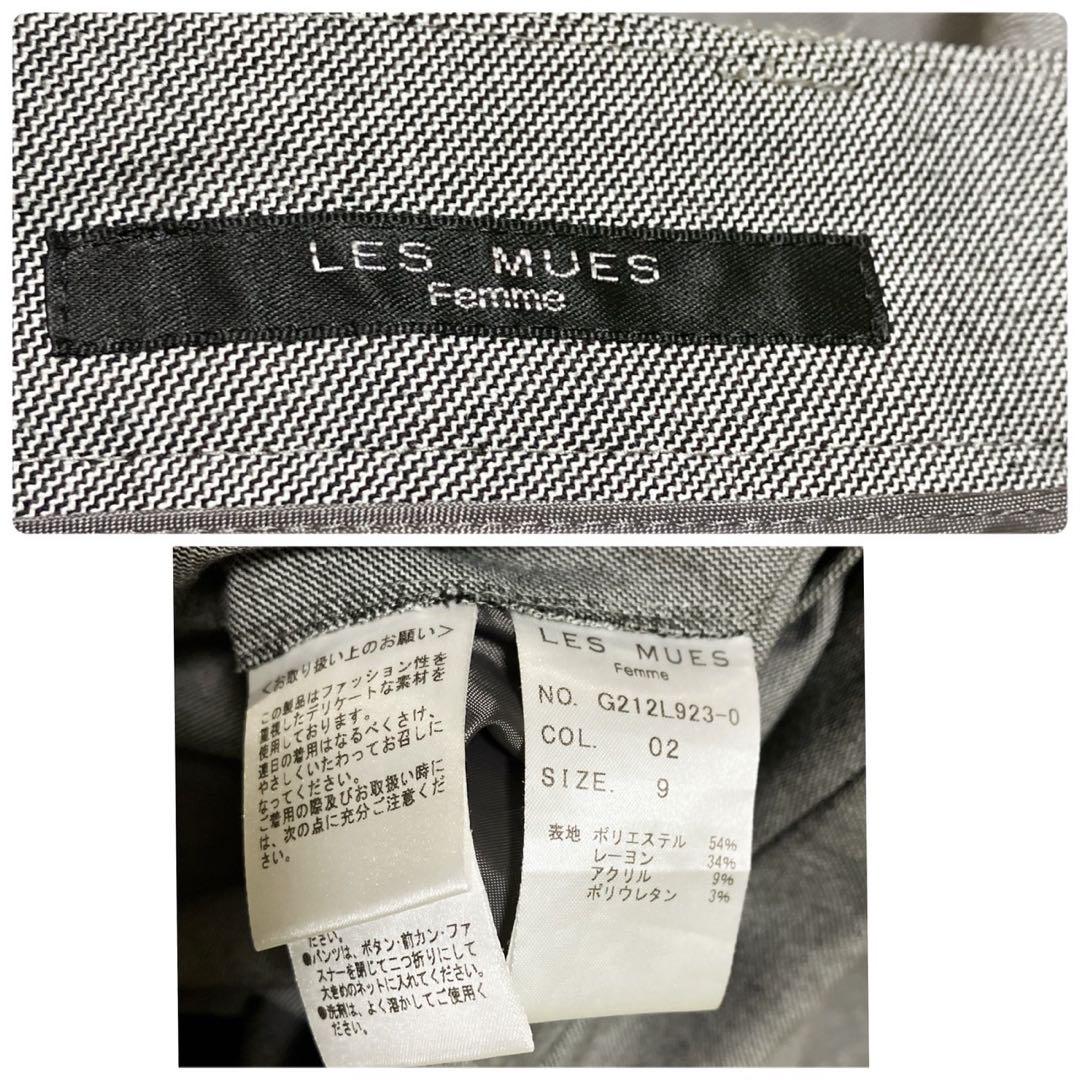 LES MUES
Femme
<お取り扱い上のお願い>
この製品はファッション性を
重視したデリケートな素材を
使用しております。
連日の着用はなるべくさけ、
やさしくいたわってお召しに
なってください。
ご着用の際及びお取扱い時に
は、次の点に充分ご注意くだ
さい。
ださい。
●パンツは、ボタン・前カン・ファ
スナーを閉じて二つ折りにして
大きめのネットに入れてください。
●洗剤は、よく溶かしてご使用く
ださい。
LES MUES
Femme
NO. G212L923-0
COL. 02
SIZE. 9
表地 ポリエステル 54%
レーヨン 34%
アクリル 9%
ポリウレタン 3%